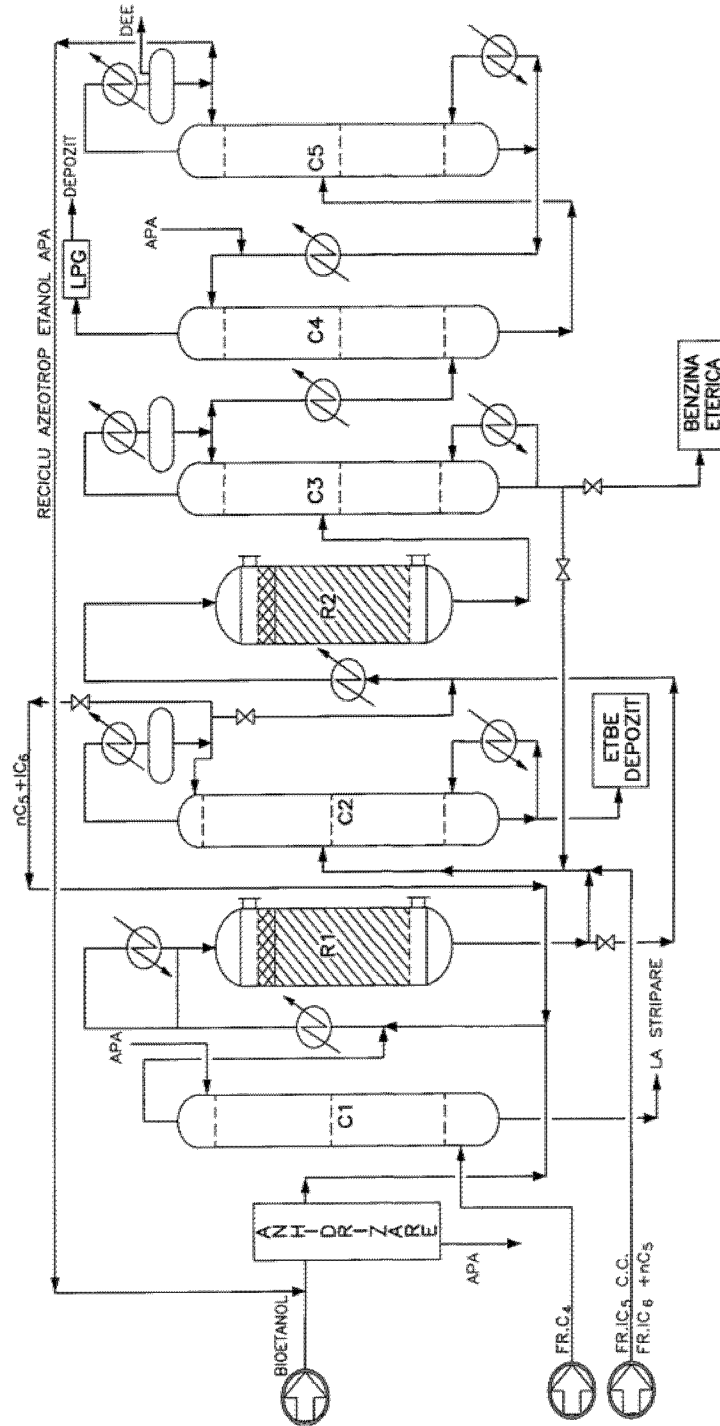 RECICLU AZEOTROP ETANOL APA
DEE
DEPOZIT
LPG
nC5+IC6
APA
APA
C1
R1
C2
R2
C3
C4
C5
ANHIDRIZARE
BIOETANOL
APA
LA STRIPARE
ETBE
DEPOZIT
BENZINA
ETERICA
FR.C4
FR.IC5 C.C.
FR.IC6 +nC5